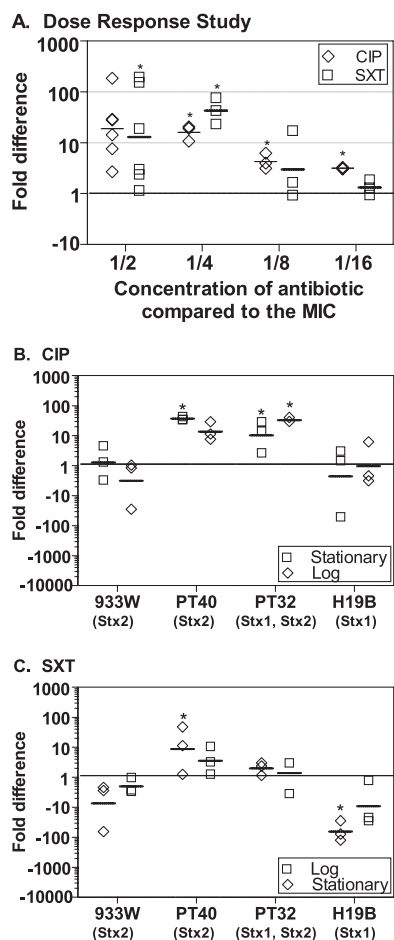 A. Dose Response Study
1000
100
10
1
-10
Fold difference
CIP
SXT
*
*
*
*
*
1/2
1/4
1/8
1/16
Concentration of antibiotic
compared to the MIC
B. CIP
1000
100
10
1
-10
-100
-1000
-10000
Fold difference
*
*
*
Stationary
Log
933W
PT40
PT32
H19B
(Stx2)
(Stx2)
(Stx1, Stx2)
(Stx1)
C. SXT
1000
100
10
1
-10
-100
-1000
-10000
Fold difference
*
*
Log
Stationary
933W
PT40
PT32
H19B
(Stx2)
(Stx2)
(Stx1, Stx2)
(Stx1)